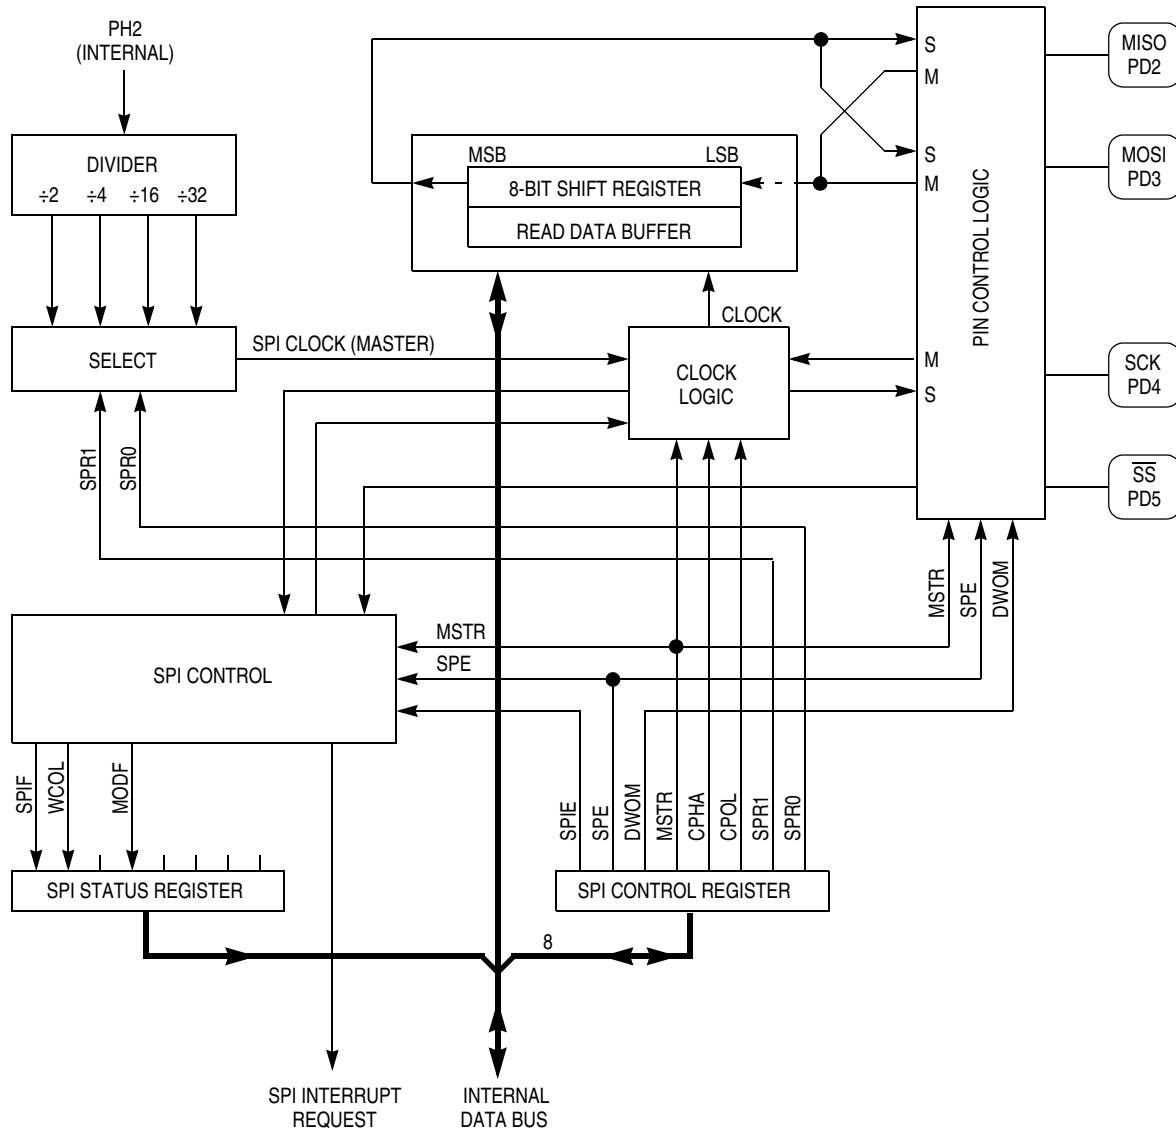 PH2
(INTERNAL)
DIVIDER
÷2 ÷4 ÷16 ÷32
SELECT
SPR1
SPR0
SPI CLOCK (MASTER)
MSB LSB
8-BIT SHIFT REGISTER
READ DATA BUFFER
CLOCK
CLOCK
LOGIC
S
M
S
M
M
S
PIN CONTROL LOGIC
MISO
PD2
MOSI
PD3
SCK
PD4
SS
PD5
MSTR
SPE
DWOM
MSTR
SPE
SPI CONTROL
SPIF
WCOL
MODF
SPI STATUS REGISTER
SPIE
SPE
DWOM
MSTR
CPHA
CPOL
SPR1
SPR0
SPI CONTROL REGISTER
8
SPI INTERRUPT
REQUEST
INTERNAL
DATA BUS